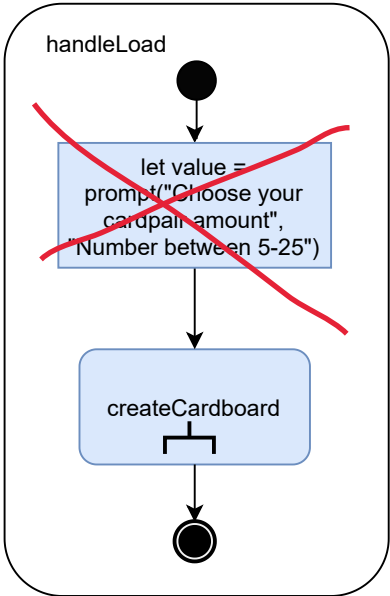 handleLoad
let value =
prompt("Choose your
cardpair amount",
"Number between 5-25")
createCardboard